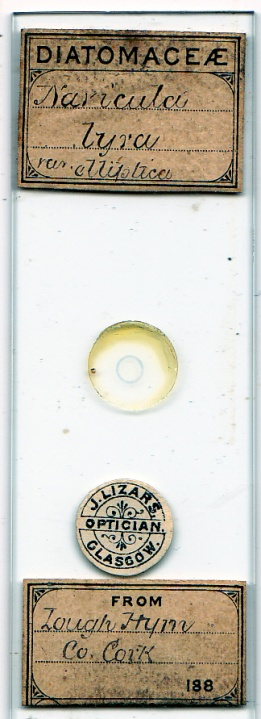 DIATOMACEÆ
Navicula
lyra
var. elliptica
J. LIZARS,
OPTICIAN.
GLASGOW.
FROM
Lough Hyne
Co. Cork
188